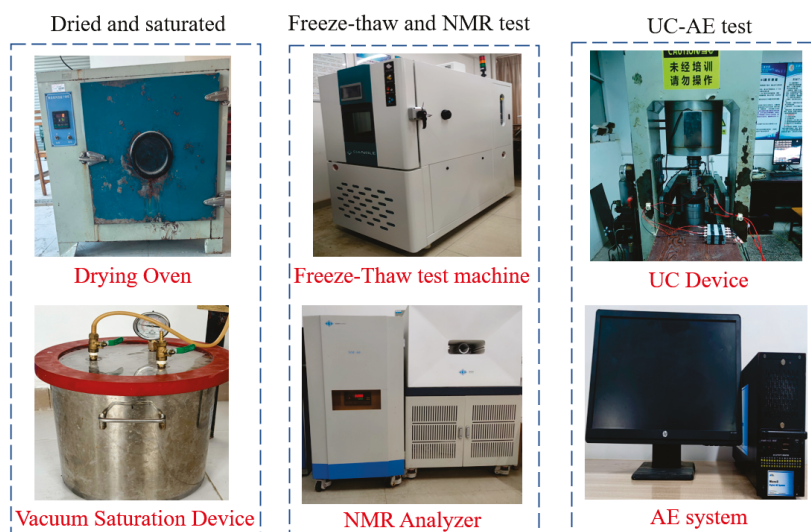 Dried and saturated
Freeze-thaw and NMR test
UC-AE test
CAUTION
未经培训
请勿操作
Drying Oven
Freeze-Thaw test machine
UC Device
Vacuum Saturation Device
NMR Analyzer
AE system